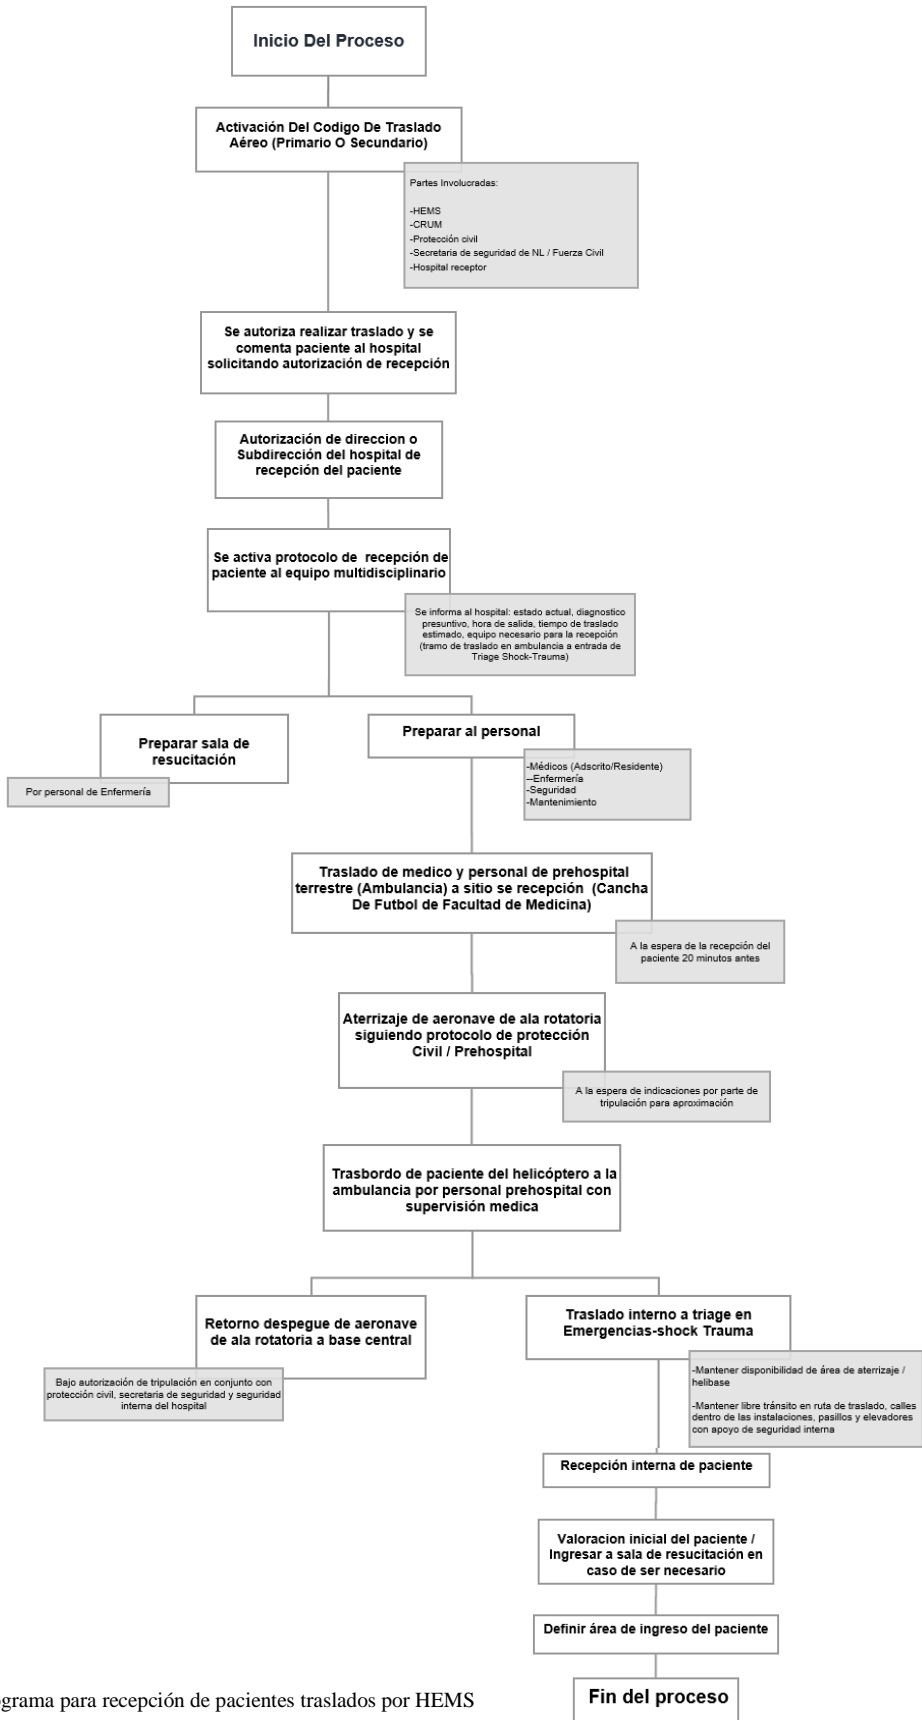 Inicio Del Proceso
Activación Del Codigo De Traslado
Aéreo (Primario O Secundario)
Partes Involucradas:
-HEMS
-CRUM
-Protección civil
-Secretaria de seguridad de NL / Fuerza Civil
-Hospital receptor
Se autoriza realizar traslado y se
comenta paciente al hospital
solicitando autorización de recepción
Autorización de direccion o
Subdirección del hospital de
recepción del paciente
Se activa protocolo de recepción de
paciente al equipo multidisciplinario
Se informa al hospital: estado actual, diagnostico
presuntivo, hora de salida, tiempo de traslado
estimado, equipo necesario para la recepción
(tramo de traslado en ambulancia a entrada de
Triage Shock-Trauma)
Preparar sala de
resucitación
Por personal de Enfermería
Preparar al personal
-Médicos (Adscrito/Residente)
--Enfermería
-Seguridad
-Mantenimiento
Traslado de medico y personal de prehospital
terrestre (Ambulancia) a sitio se recepción (Cancha
De Futbol de Facultad de Medicina)
A la espera de la recepción del
paciente 20 minutos antes
Aterrizaje de aeronave de ala rotatoria
siguiendo protocolo de protección
Civil / Prehospital
A la espera de indicaciones por parte de
tripulación para aproximación
Trasbordo de paciente del helicóptero a la
ambulancia por personal prehospital con
supervisión medica
Retorno despegue de aeronave
de ala rotatoria a base central
Bajo autorización de tripulación en conjunto con
protección civil, secretaria de seguridad y seguridad
interna del hospital
Traslado interno a triage en
Emergencias-shock Trauma
-Mantener disponibilidad de área de aterrizaje /
helibase
-Mantener libre tránsito en ruta de traslado, calles
dentro de las instalaciones, pasillos y elevadores
con apoyo de seguridad interna
Recepción interna de paciente
Valoracion inicial del paciente /
Ingresar a sala de resucitación en
caso de ser necesario
Definir área de ingreso del paciente
Fin del proceso
grama para recepción de pacientes traslados por HEMS